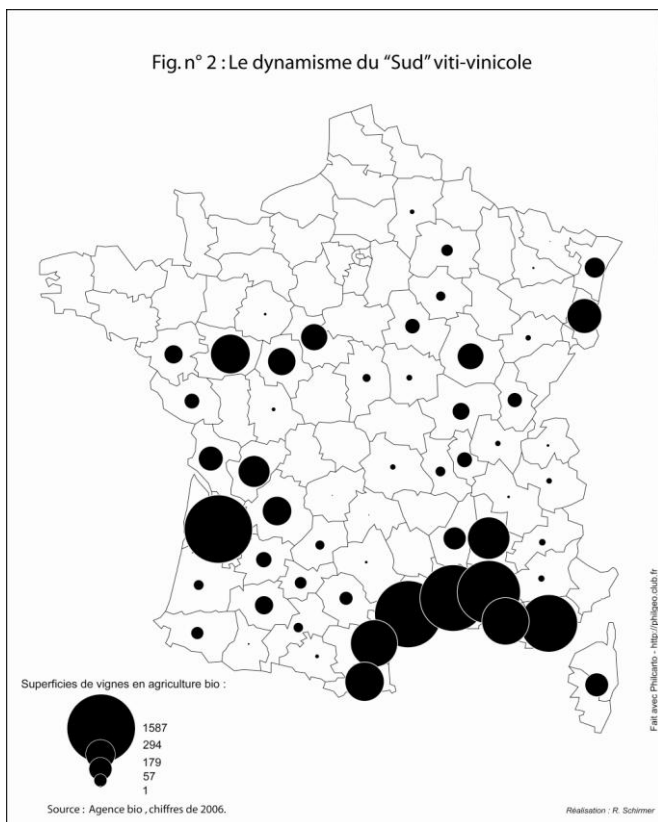 Fig. n° 2 : Le dynamisme du "Sud" viti-vinicole
Superficies de vignes en agriculture bio :
1587
294
179
57
1
Source : Agence bio , chiffres de 2006.
Fait avec Philcarto - http://philgeo.club.fr
Réalisation : R. Schirmer